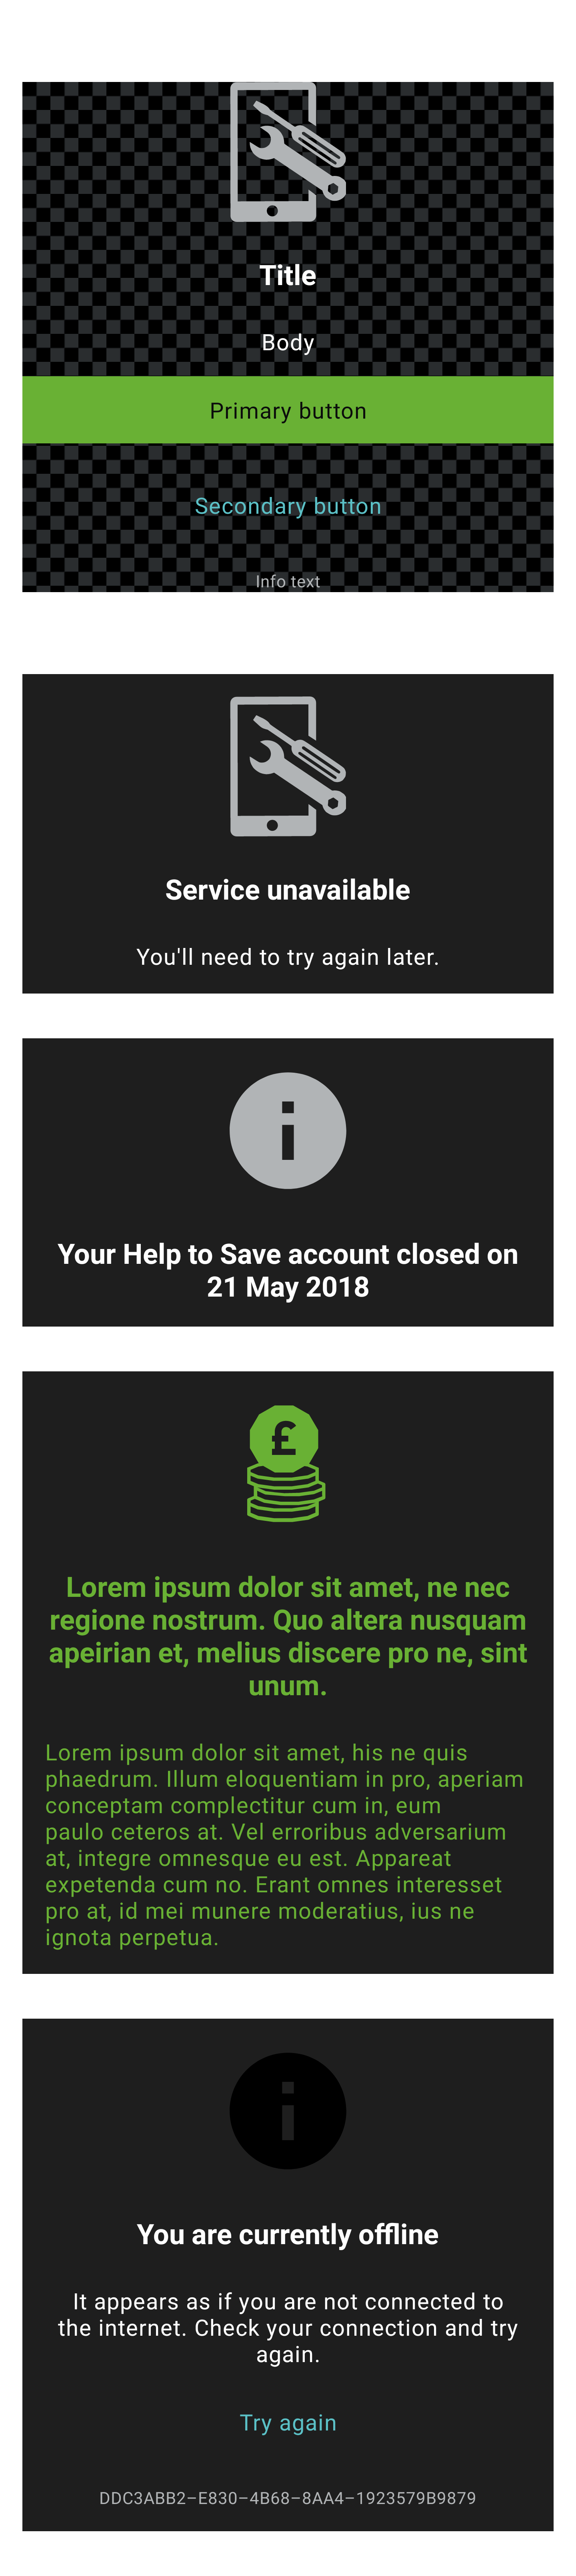 Title
Body
Primary button
Secondary button
Info text
Service unavailable
You'll need to try again later.
i
Your Help to Save account closed on
21 May 2018
£
Lorem ipsum dolor sit amet, ne nec
regione nostrum. Quo altera nusquam
apeirian et, melius discere pro ne, sint
unum.
Lorem ipsum dolor sit amet, his ne quis
phaedrum. Illum eloquentiam in pro, aperiam
conceptam complectitur cum in, eum
paulo ceteros at. Vel erroribus adversarium
at, integre omnesque eu est. Appareat
expetenda cum no. Erant omnes interesset
pro at, id mei munere moderatius, ius ne
ignota perpetua.
i
You are currently offline
It appears as if you are not connected to
the internet. Check your connection and try
again.
Try again
DDC3ABB2–E830–4B68–8AA4–1923579B9879